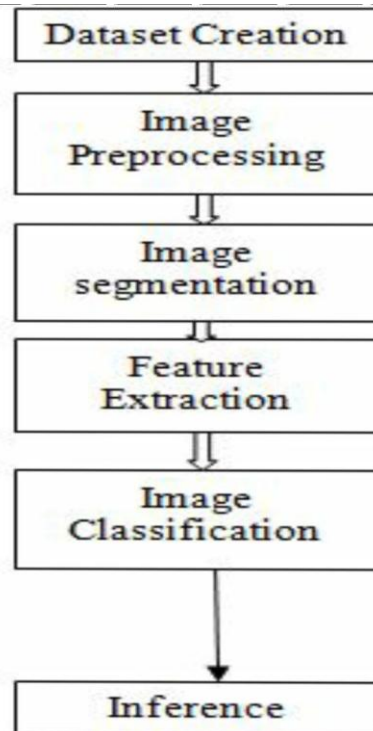 Dataset Creation
Image
Preprocessing
Image
segmentation
Feature
Extraction
Image
Classification
Inference